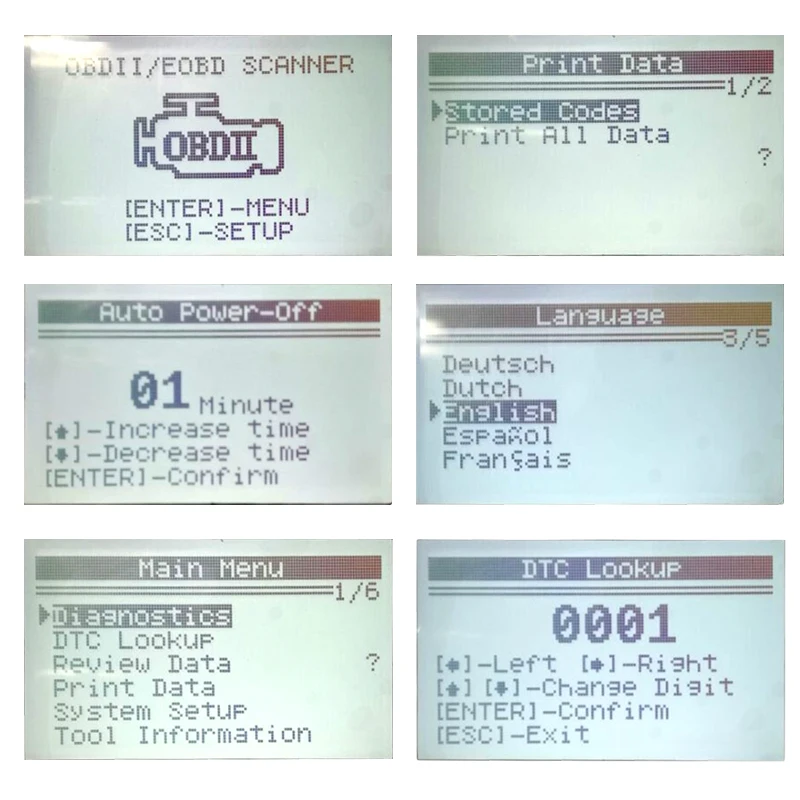 OBDII/EOBD SCANNER
OBDII
[ENTER]-MENU
[ESC]-SETUP
Print Data
1/2
Stored Codes
Print All Data
?
Auto Power-Off
01 Minute
[↑]-Increase time
[↓]-Decrease time
[ENTER]-Confirm
Language
3/5
Deutsch
Dutch
English
Español
Français
Main Menu
1/6
Diagnostics
DTC Lookup
Review Data ?
Print Data
System Setup
Tool Information
DTC Lookup
0001
[←]-Left [→]-Right
[↑] [↓]-Change Digit
[ENTER]-Confirm
[ESC]-Exit